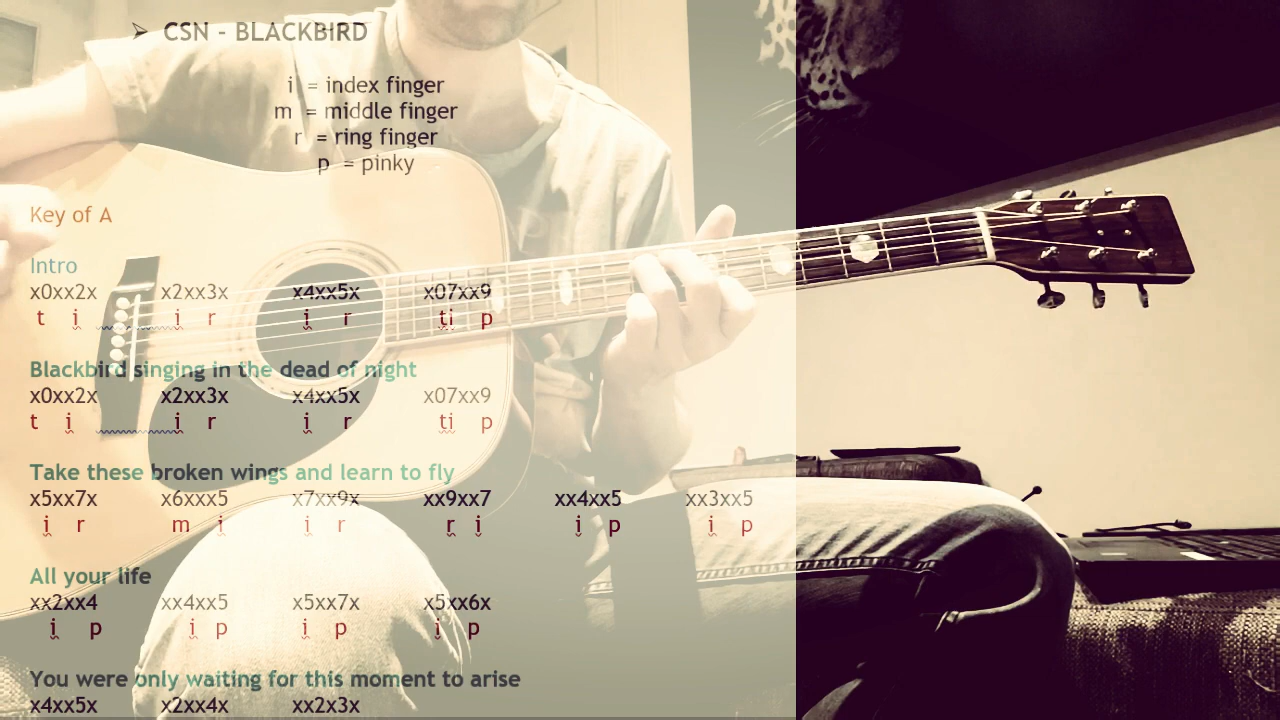 ➢ CSN - BLACKBIRD
i = index finger
m = middle finger
r = ring finger
p = pinky
Key of A
Intro
x0xx2x x2xx3x x4xx5x x07xx9
t i i r i r ti p
Blackbird singing in the dead of night
x0xx2x x2xx3x x4xx5x x07xx9
t i i r i r ti p
Take these broken wings and learn to fly
x5xx7x x6xxx5 x7xx9x xx9xx7 xx4xx5 xx3xx5
i r m i i r r i i p i p
All your life
xx2xx4 xx4xx5 x5xx7x x5xx6x
i p i p i p i p
You were only waiting for this moment to arise
x4xx5x x2xx4x xx2x3x